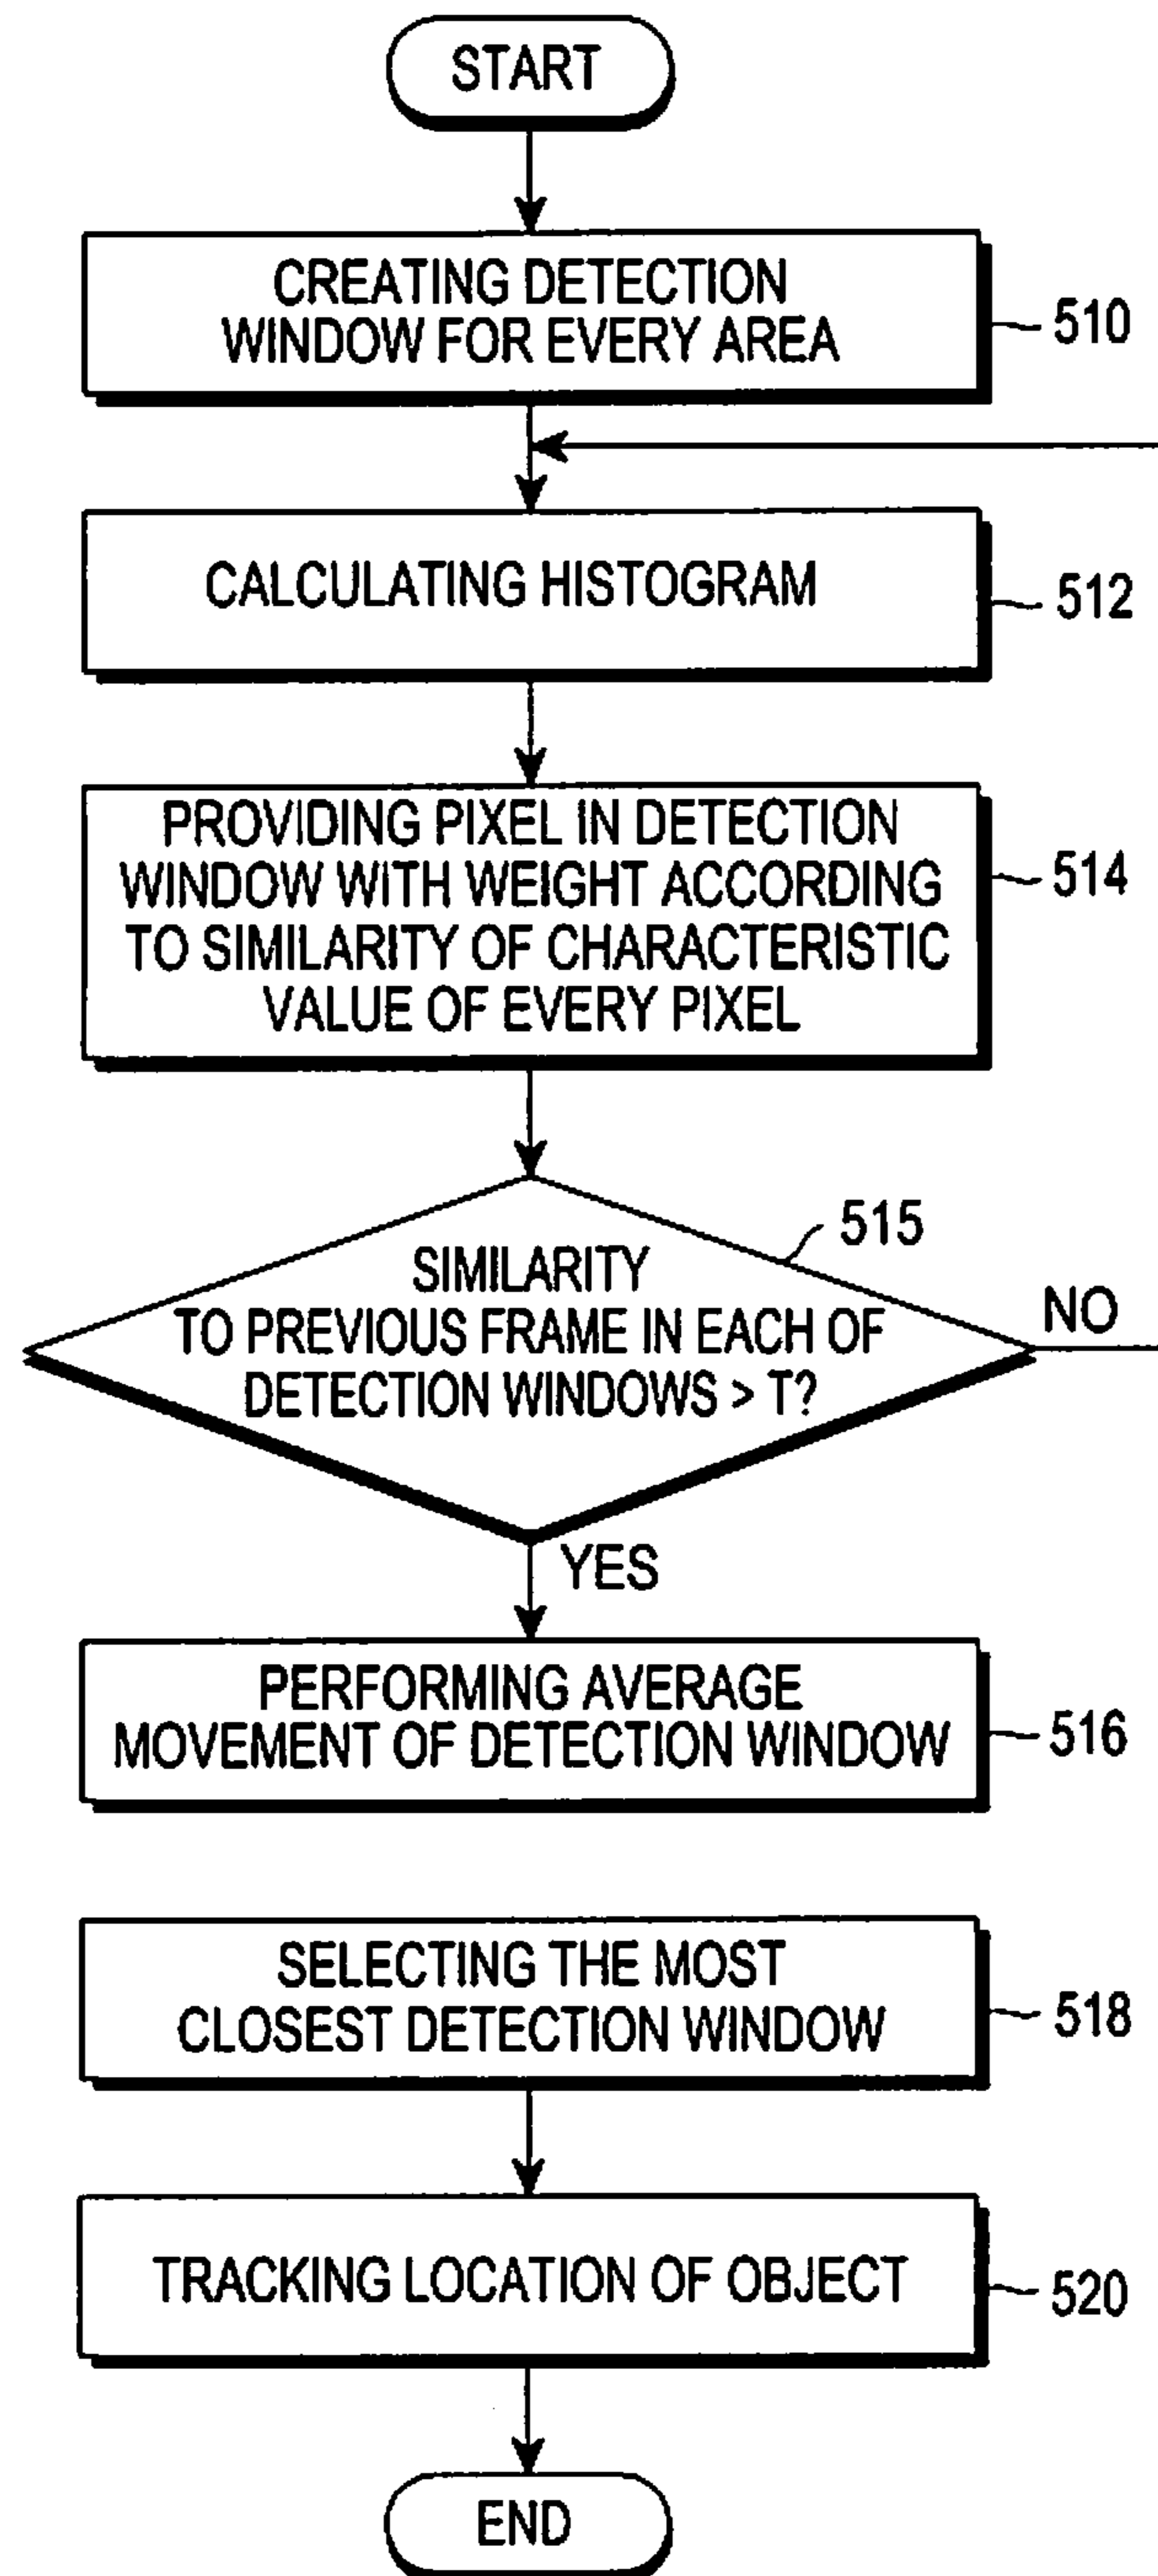 START
CREATING DETECTION
WINDOW FOR EVERY AREA
510
CALCULATING HISTOGRAM
512
PROVIDING PIXEL IN DETECTION
WINDOW WITH WEIGHT ACCORDING
TO SIMILARITY OF CHARACTERISTIC
VALUE OF EVERY PIXEL
514
515
SIMILARITY
TO PREVIOUS FRAME IN EACH OF
DETECTION WINDOWS > T?
NO
YES
PERFORMING AVERAGE
MOVEMENT OF DETECTION WINDOW
516
SELECTING THE MOST
CLOSEST DETECTION WINDOW
518
TRACKING LOCATION OF OBJECT
520
END